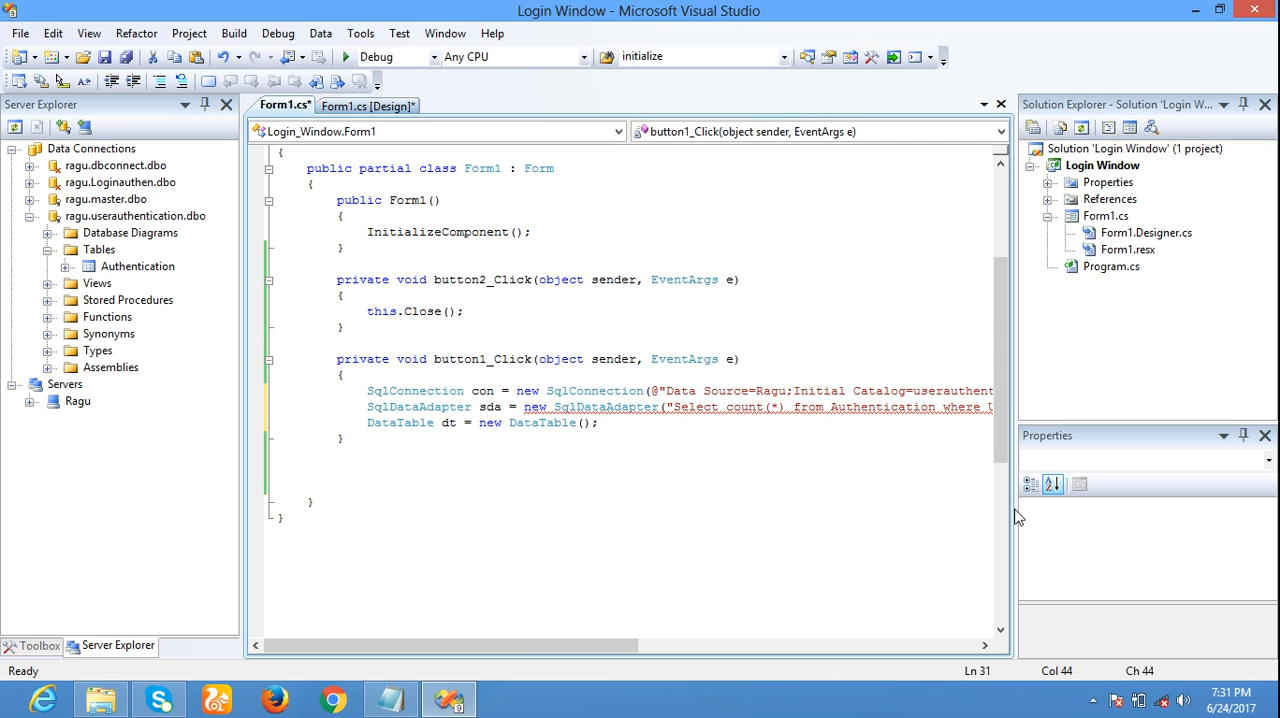 Login Window - Microsoft Visual Studio
File Edit View Refactor Project Build Debug Data Tools Test Window Help
Debug Any CPU initialize
Server Explorer
Data Connections
ragu.dbconnect.dbo
ragu.Loginauthen.dbo
ragu.master.dbo
ragu.userauthentication.dbo
Database Diagrams
Tables
Authentication
Views
Stored Procedures
Functions
Synonyms
Types
Assemblies
Servers
Ragu
Toolbox Server Explorer
Form1.cs* Form1.cs [Design]*
Login_Window.Form1 button1_Click(object sender, EventArgs e)
{
public partial class Form1 : Form
{
public Form1()
{
InitializeComponent();
}
private void button2_Click(object sender, EventArgs e)
{
this.Close();
}
private void button1_Click(object sender, EventArgs e)
{
SqlConnection con = new SqlConnection(@"Data Source=Ragu;Initial Catalog=userauthent
SqlDataAdapter sda = new SqlDataAdapter("Select count(*) from Authentication where U
DataTable dt = new DataTable();
}
}
}
Solution Explorer - Solution 'Login W...
Solution 'Login Window' (1 project)
Login Window
Properties
References
Form1.cs
Form1.Designer.cs
Form1.resx
Program.cs
Properties
Ready Ln 31 Col 44 Ch 44
7:31 PM
6/24/2017